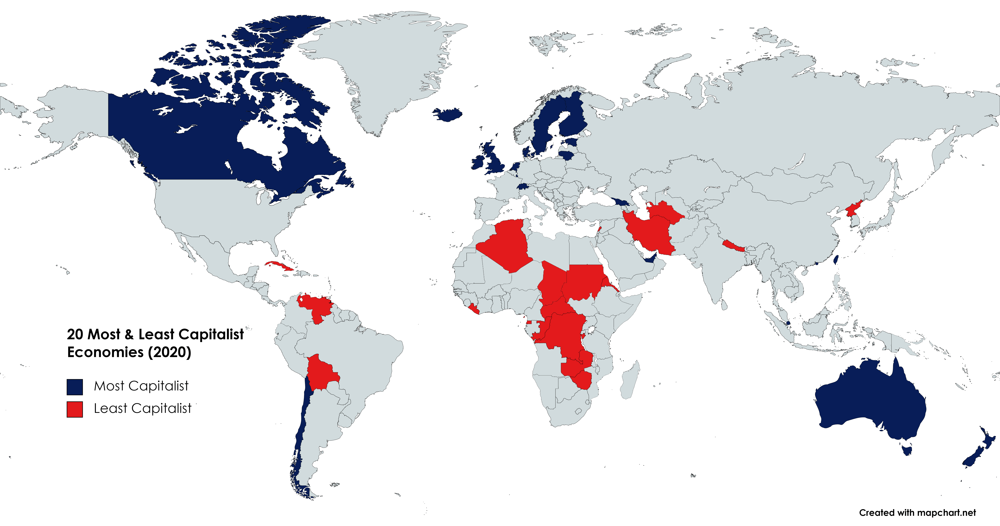 20 Most & Least Capitalist
Economies (2020)
Most Capitalist
Least Capitalist
Created with mapchart.net